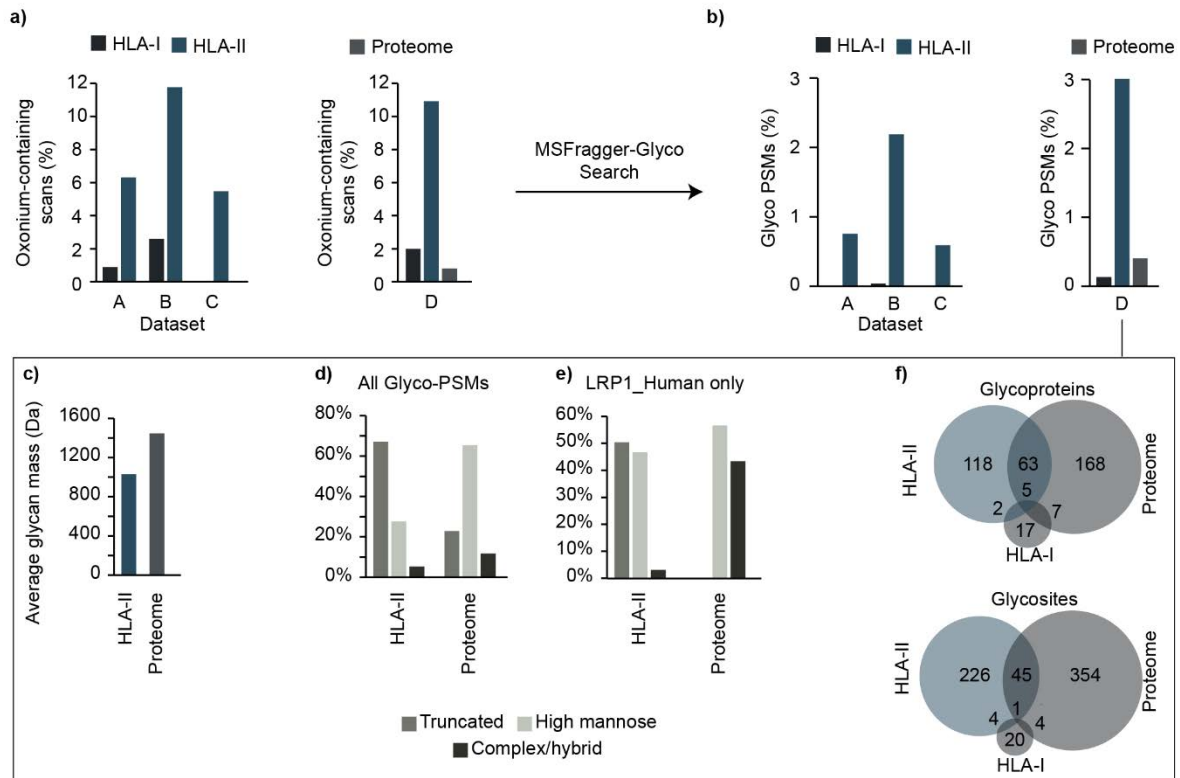 a)
HLA-I HLA-II Proteome
Oxonium-containing
scans (%)
12
10
8
6
4
2
0
A B C
Dataset
Oxonium-containing
scans (%)
12
10
8
6
4
2
0
D
MSFragger-Glyco
Search
b)
HLA-I HLA-II Proteome
Glyco PSMs (%)
3
2
1
0
A B C
Dataset
Glyco PSMs (%)
3
2
1
0
D
c)
Average glycan mass (Da)
1600
1200
800
400
0
HLA-II
Proteome
d)
All Glyco-PSMs
80%
60%
40%
20%
0%
HLA-II
Proteome
e)
LRP1_Human only
60%
50%
40%
30%
20%
10%
0%
HLA-II
Proteome
Truncated High mannose
Complex/hybrid
f)
Glycoproteins
HLA-II
118 63 168
5
2 7
17
HLA-I
Proteome
Glycosites
HLA-II
226 45 354
1
4 4
20
HLA-I
Proteome